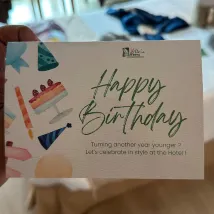 Happy
Birthday
Turning another year younger ?
Let's celebrate in style at the Hotel !